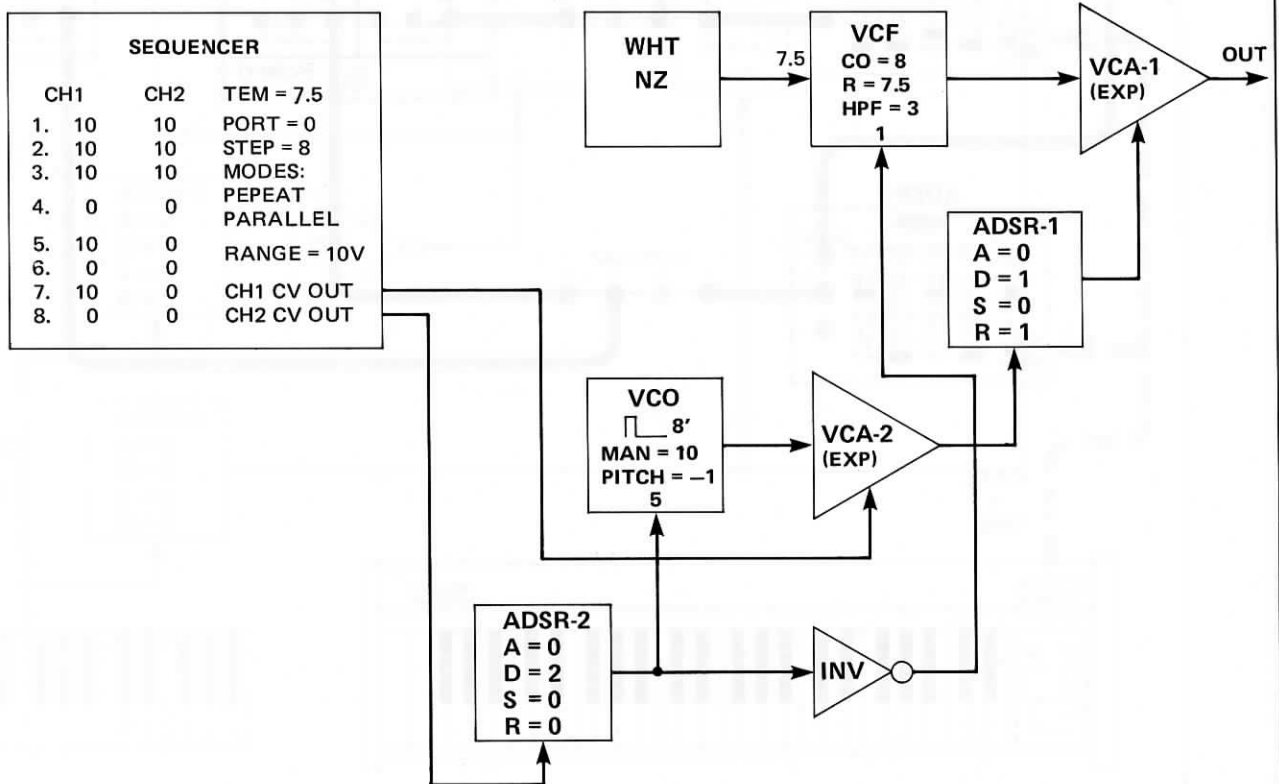 SEQUENCER
CH1 CH2 TEM = 7.5
1. 10 10 PORT = 0
2. 10 10 STEP = 8
3. 10 10 MODES:
PEPEAT
4. 0 0 PARALLEL
5. 10 0 RANGE = 10V
6. 0 0
7. 10 0 CH1 CV OUT
8. 0 0 CH2 CV OUT
WHT
NZ
7.5
VCF
CO = 8
R = 7.5
HPF = 3
1
VCA-1
(EXP)
OUT
ADSR-1
A = 0
D = 1
S = 0
R = 1
VCO
8'
MAN = 10
PITCH = –1
5
VCA-2
(EXP)
ADSR-2
A = 0
D = 2
S = 0
R = 0
INV